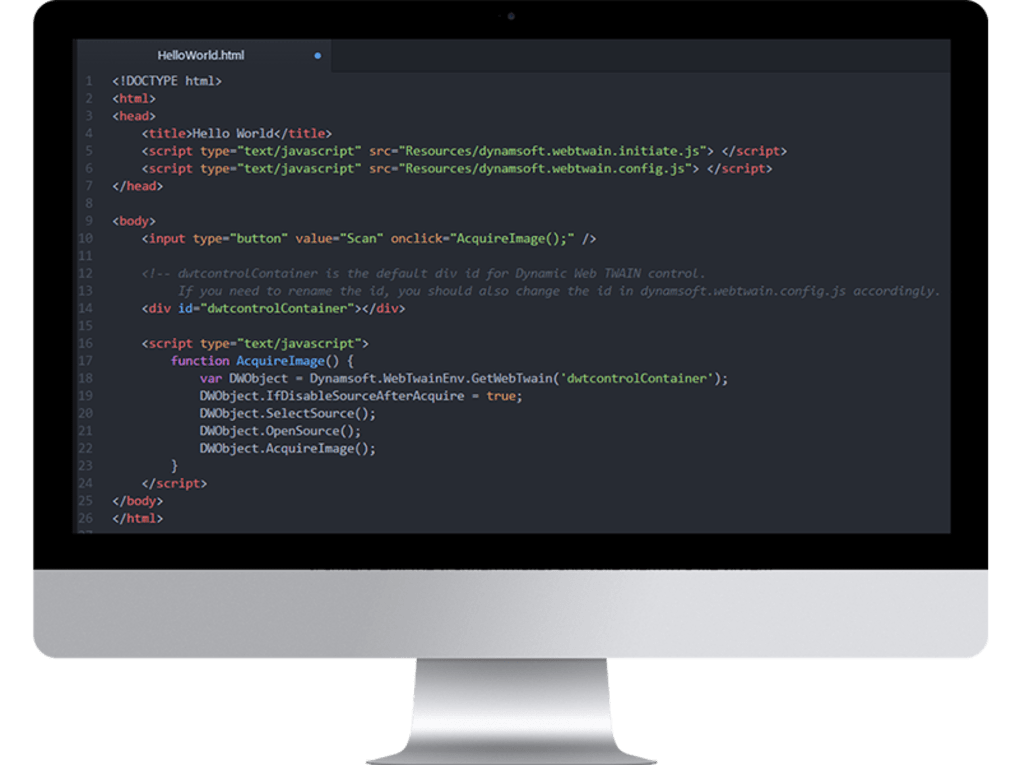 HelloWorld.html
1 <!DOCTYPE html>
2 <html>
3 <head>
4 <title>Hello World</title>
5 <script type="text/javascript" src="Resources/dynamsoft.webtwain.initiate.js"> </script>
6 <script type="text/javascript" src="Resources/dynamsoft.webtwain.config.js"> </script>
7 </head>
8
9 <body>
10 <input type="button" value="Scan" onclick="AcquireImage();" />
11
12 <!-- dwtcontrolContainer is the default div id for Dynamic Web TWAIN control.
13 If you need to rename the id, you should also change the id in dynamsoft.webtwain.config.js accordingly.
14 <div id="dwtcontrolContainer"></div>
15
16 <script type="text/javascript">
17 function AcquireImage() {
18 var DWObject = Dynamsoft.WebTwainEnv.GetWebTwain('dwtcontrolContainer');
19 DWObject.IfDisableSourceAfterAcquire = true;
20 DWObject.SelectSource();
21 DWObject.OpenSource();
22 DWObject.AcquireImage();
23 }
24 </script>
25 </body>
26 </html>